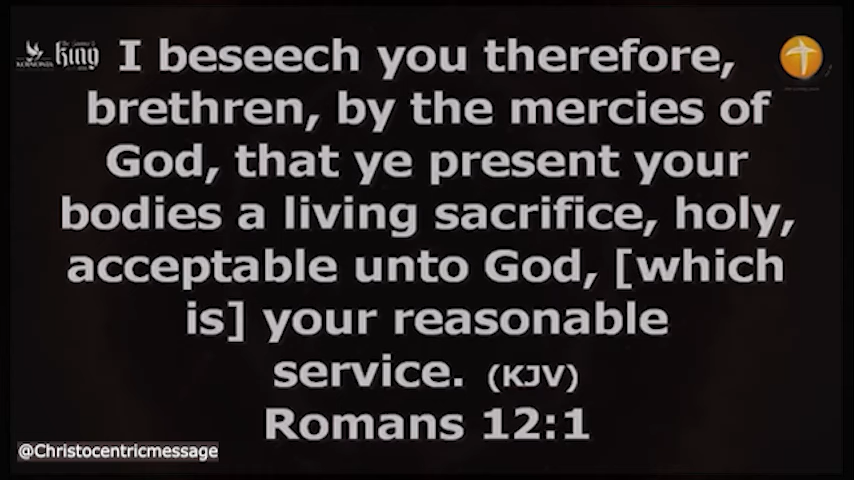 I beseech you therefore,
brethren, by the mercies of
God, that ye present your
bodies a living sacrifice, holy,
acceptable unto God, [which
is] your reasonable
service. (KJV)
Romans 12:1
KOINONIA
King
@Christocentricmessage